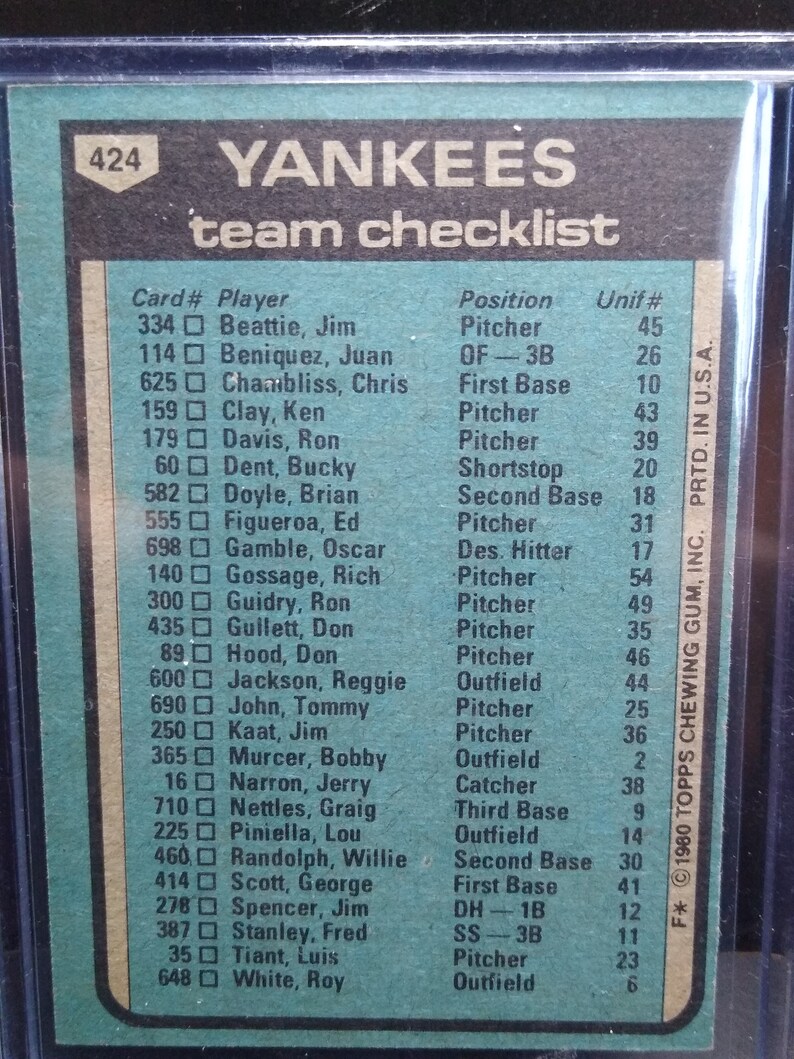 424 YANKEES
team checklist
Card# Player Position Unif#
334 □ Beattie, Jim Pitcher 45
114 □ Beniquez, Juan OF — 3B 26
625 □ Chambliss, Chris First Base 10
159 □ Clay, Ken Pitcher 43
179 □ Davis, Ron Pitcher 39
60 □ Dent, Bucky Shortstop 20
582 □ Doyle, Brian Second Base 18
555 □ Figueroa, Ed Pitcher 31
698 □ Gamble, Oscar Des. Hitter 17
140 □ Gossage, Rich Pitcher 54
300 □ Guidry, Ron Pitcher 49
435 □ Gullett, Don Pitcher 35
89 □ Hood, Don Pitcher 46
600 □ Jackson, Reggie Outfield 44
690 □ John, Tommy Pitcher 25
250 □ Kaat, Jim Pitcher 36
365 □ Murcer, Bobby Outfield 2
16 □ Narron, Jerry Catcher 38
710 □ Nettles, Graig Third Base 9
225 □ Piniella, Lou Outfield 14
460 □ Randolph, Willie Second Base 30
414 □ Scott, George First Base 41
278 □ Spencer, Jim DH — 1B 12
387 □ Stanley, Fred SS — 3B 11
35 □ Tiant, Luis Pitcher 23
648 □ White, Roy Outfield 6
F* © 1980 TOPPS CHEWING GUM, INC. PRTD. IN U.S.A.